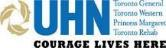 UHN
Toronto General
Toronto Western
Princess Margaret
Toronto Rehab
COURAGE LIVES HERE